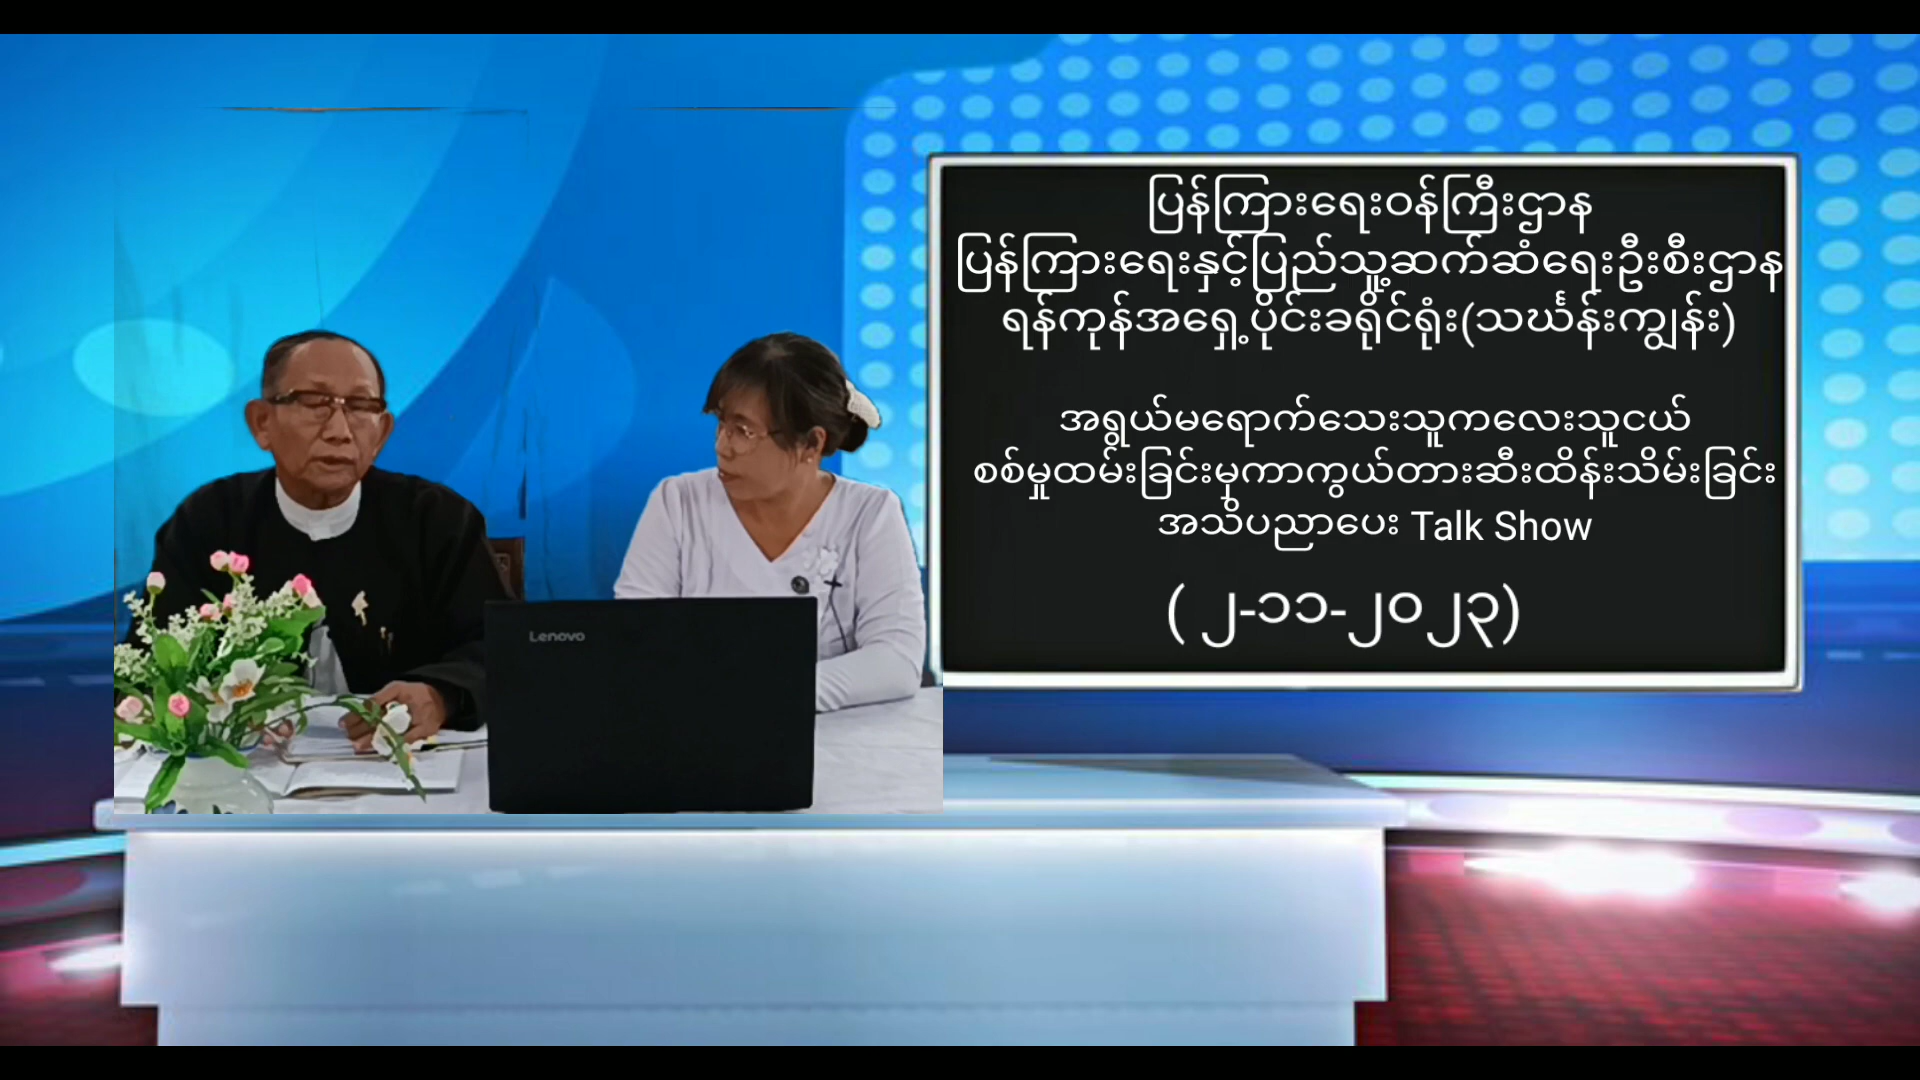 ပြန်ကြားရေးဝန်ကြီးဌာန
ပြန်ကြားရေးနှင့်ပြည်သူ့ဆက်ဆံရေးဦးစီးဌာန
ရန်ကုန်အရှေ့ပိုင်းခရိုင်ရုံး(သင်္ဃန်းကျွန်း)
အရွယ်မရောက်သေးသူကလေးသူငယ်
စစ်မှုထမ်းခြင်းမှကာကွယ်တားဆီးထိန်းသိမ်းခြင်း
အသိပညာပေး Talk Show
( ၂-၁၁-၂၀၂၃)
Lenovo